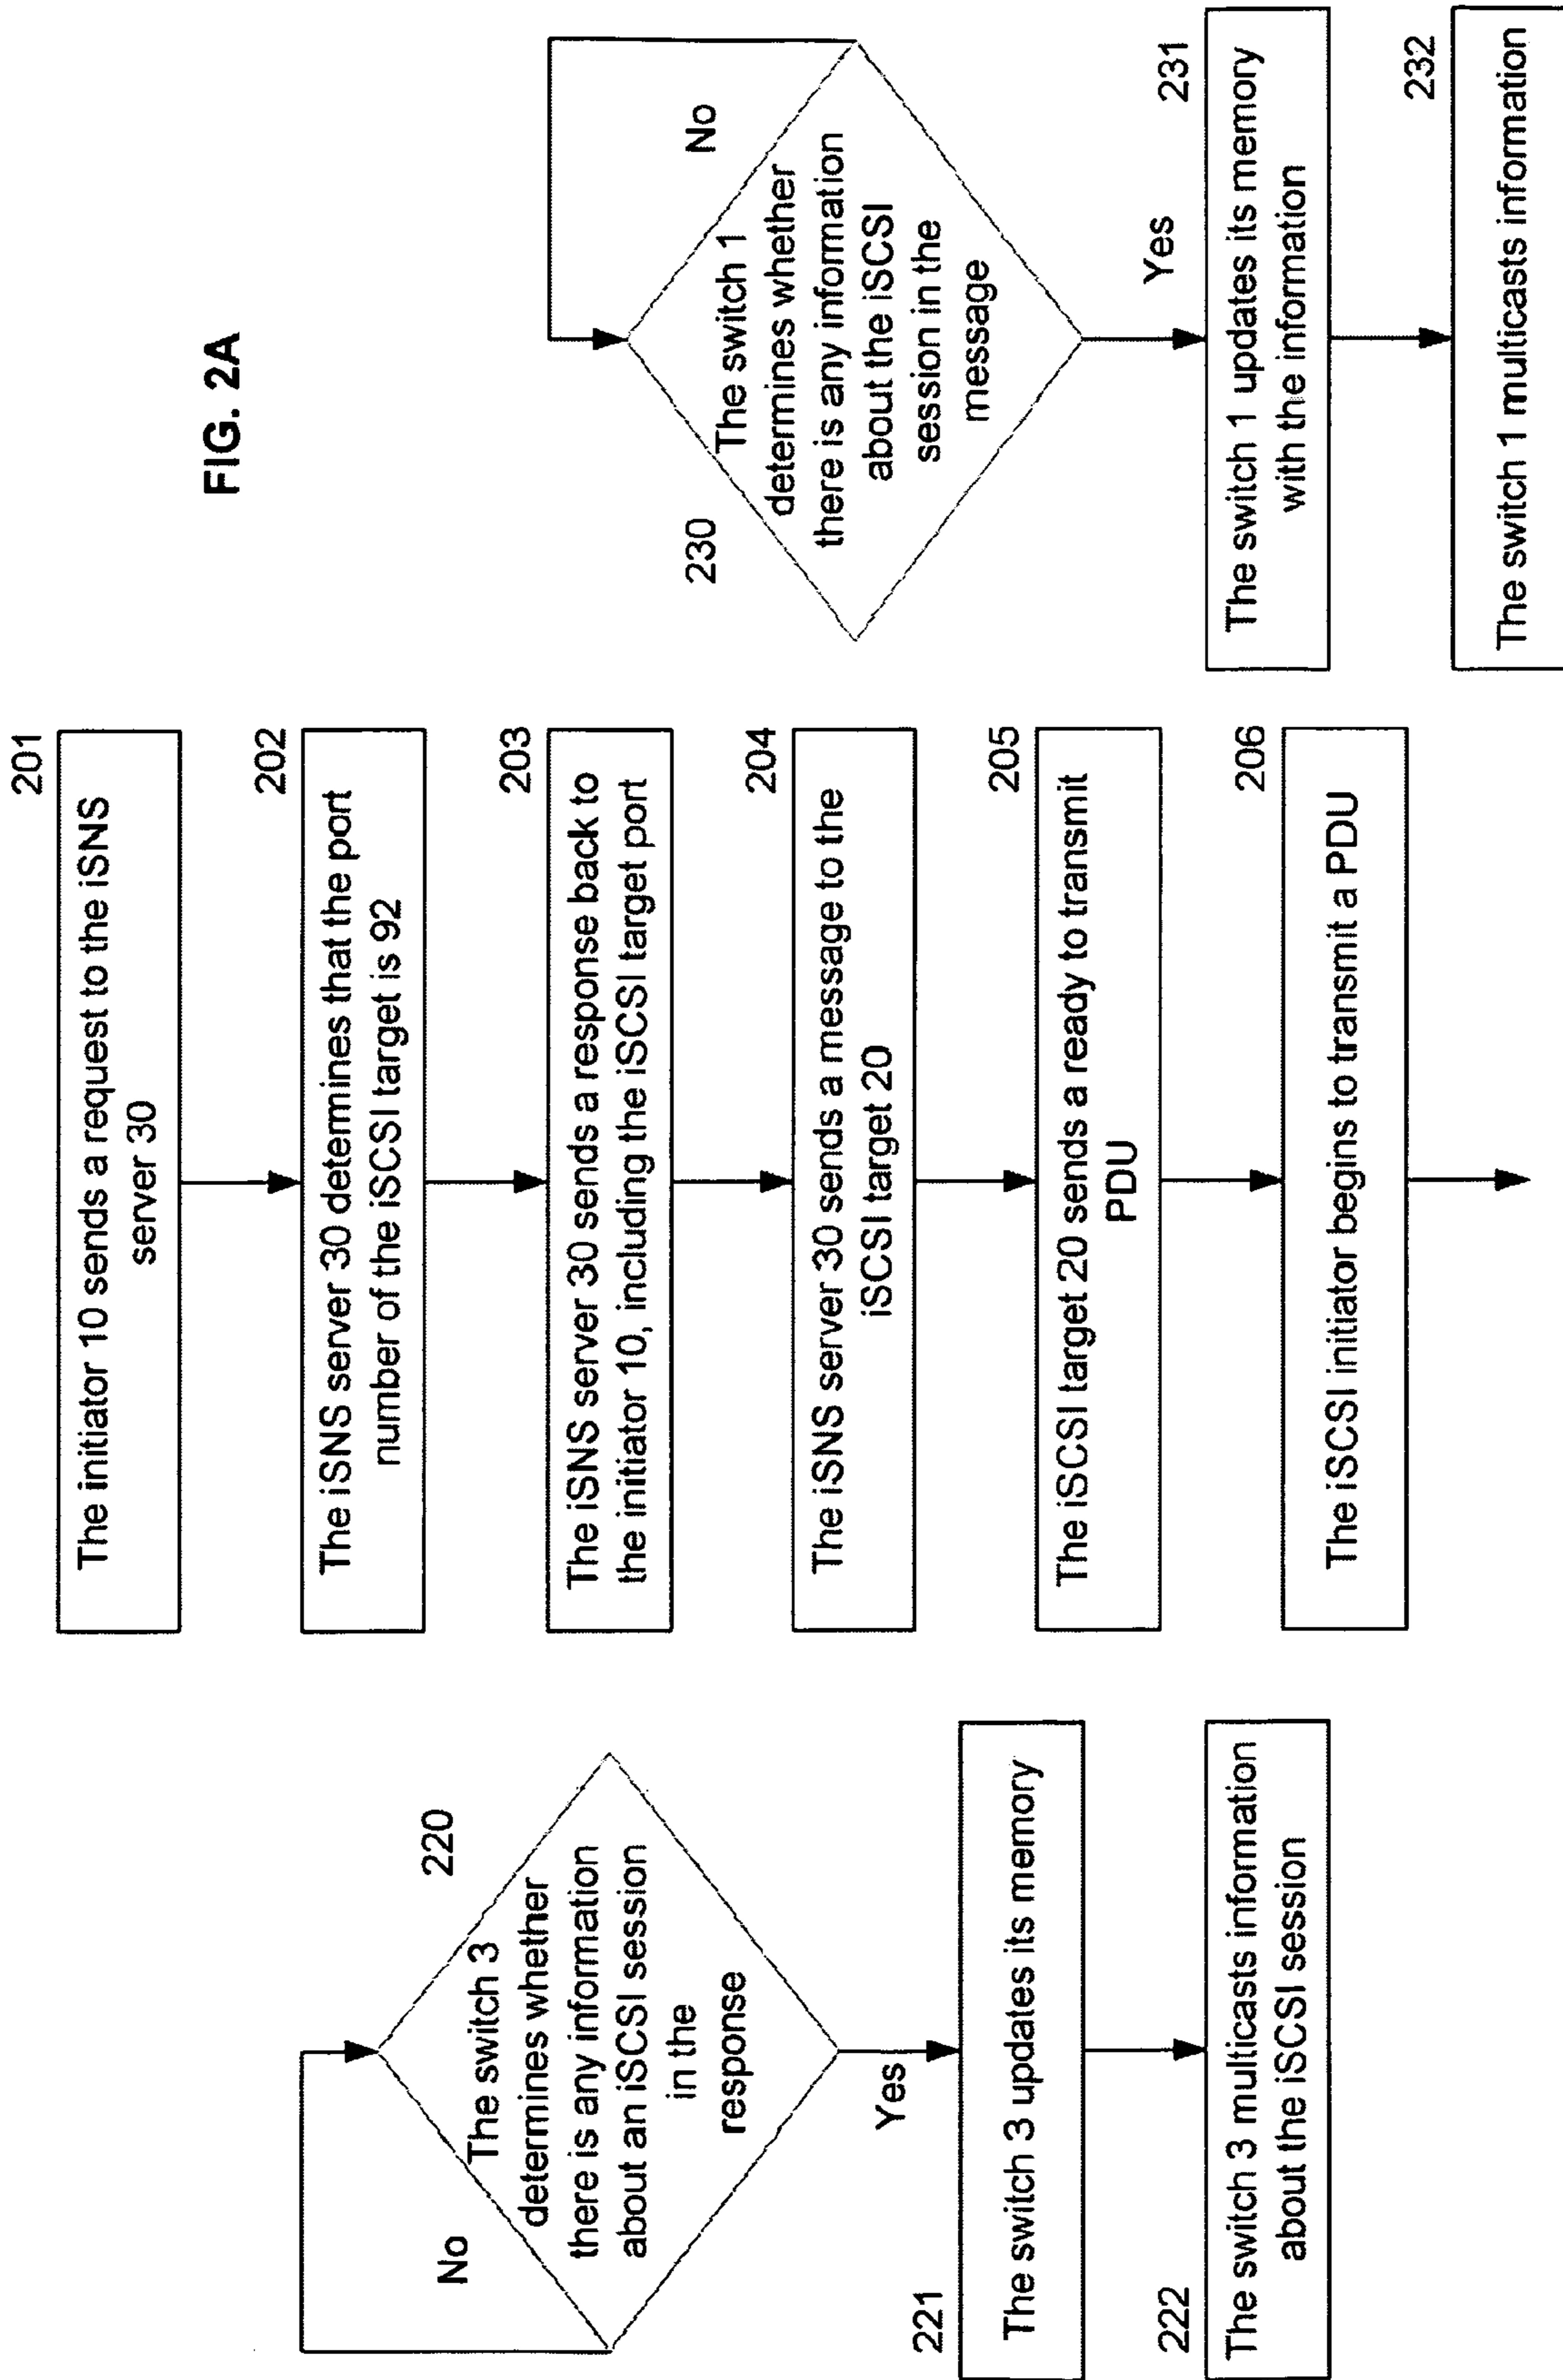 FIG. 2A
220
The switch 3
determines whether
there is any information
about an iSCSI session
in the
response
No
Yes
221
The switch 3 updates its memory
222
The switch 3 multicasts information
about the iSCSI session
201
The initiator 10 sends a request to the iSNS
server 30
202
The iSNS server 30 determines that the port
number of the iSCSI target is 92
203
The iSNS server 30 sends a response back to
the initiator 10, including the iSCSI target port
204
The iSNS server 30 sends a message to the
iSCSI target 20
205
The iSCSI target 20 sends a ready to transmit
PDU
206
The iSCSI initiator begins to transmit a PDU
230
The switch 1
determines whether
there is any information
about the iSCSI
session in the
message
No
Yes
231
The switch 1 updates its memory
with the information
232
The switch 1 multicasts information